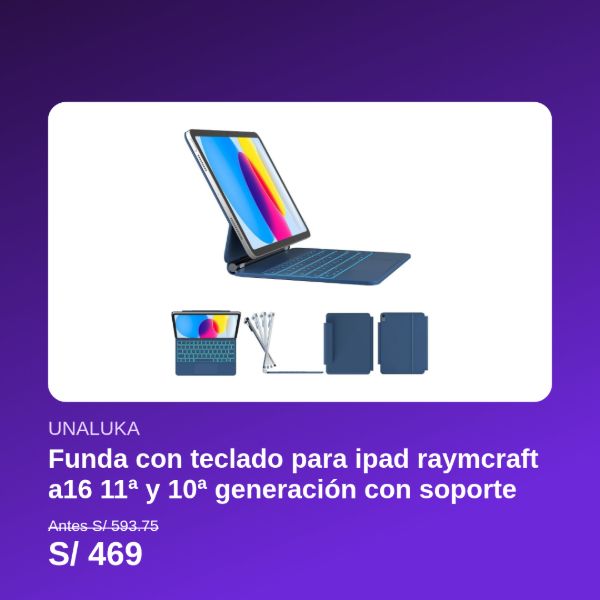 UNALUKA
Funda con teclado para ipad raymcraft
a16 11ª y 10ª generación con soporte
Antes S/ 593.75
S/ 469